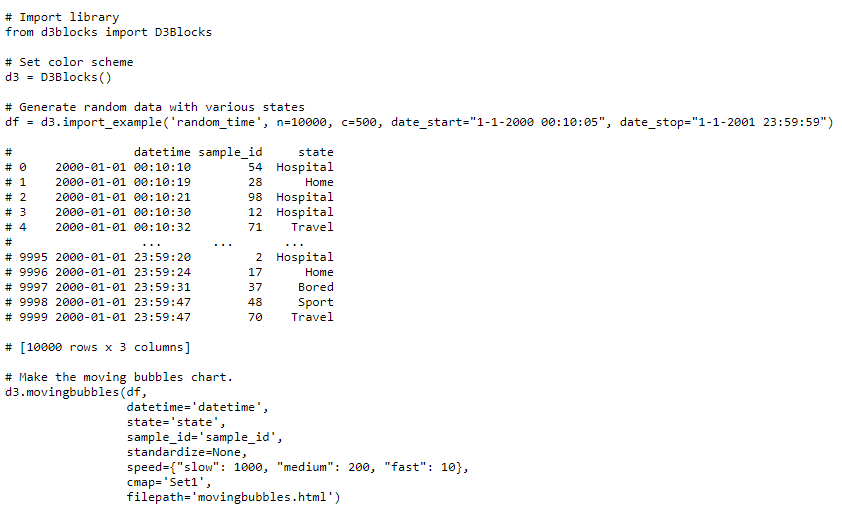 # Import library
from d3blocks import D3Blocks

# Set color scheme
d3 = D3Blocks()

# Generate random data with various states
df = d3.import_example('random_time', n=10000, c=500, date_start="1-1-2000 00:10:05", date_stop="1-1-2001 23:59:59")

#                 datetime sample_id     state
# 0    2000-01-01 00:10:10        54  Hospital
# 1    2000-01-01 00:10:19        28      Home
# 2    2000-01-01 00:10:21        98  Hospital
# 3    2000-01-01 00:10:30        12  Hospital
# 4    2000-01-01 00:10:32        71    Travel
#                  ...       ...       ...
# 9995 2000-01-01 23:59:20         2  Hospital
# 9996 2000-01-01 23:59:24        17      Home
# 9997 2000-01-01 23:59:31        37     Bored
# 9998 2000-01-01 23:59:47        48     Sport
# 9999 2000-01-01 23:59:47        70    Travel

# [10000 rows x 3 columns]

# Make the moving bubbles chart.
d3.movingbubbles(df,
                 datetime='datetime',
                 state='state',
                 sample_id='sample_id',
                 standardize=None,
                 speed={"slow": 1000, "medium": 200, "fast": 10},
                 cmap='Set1',
                 filepath='movingbubbles.html')